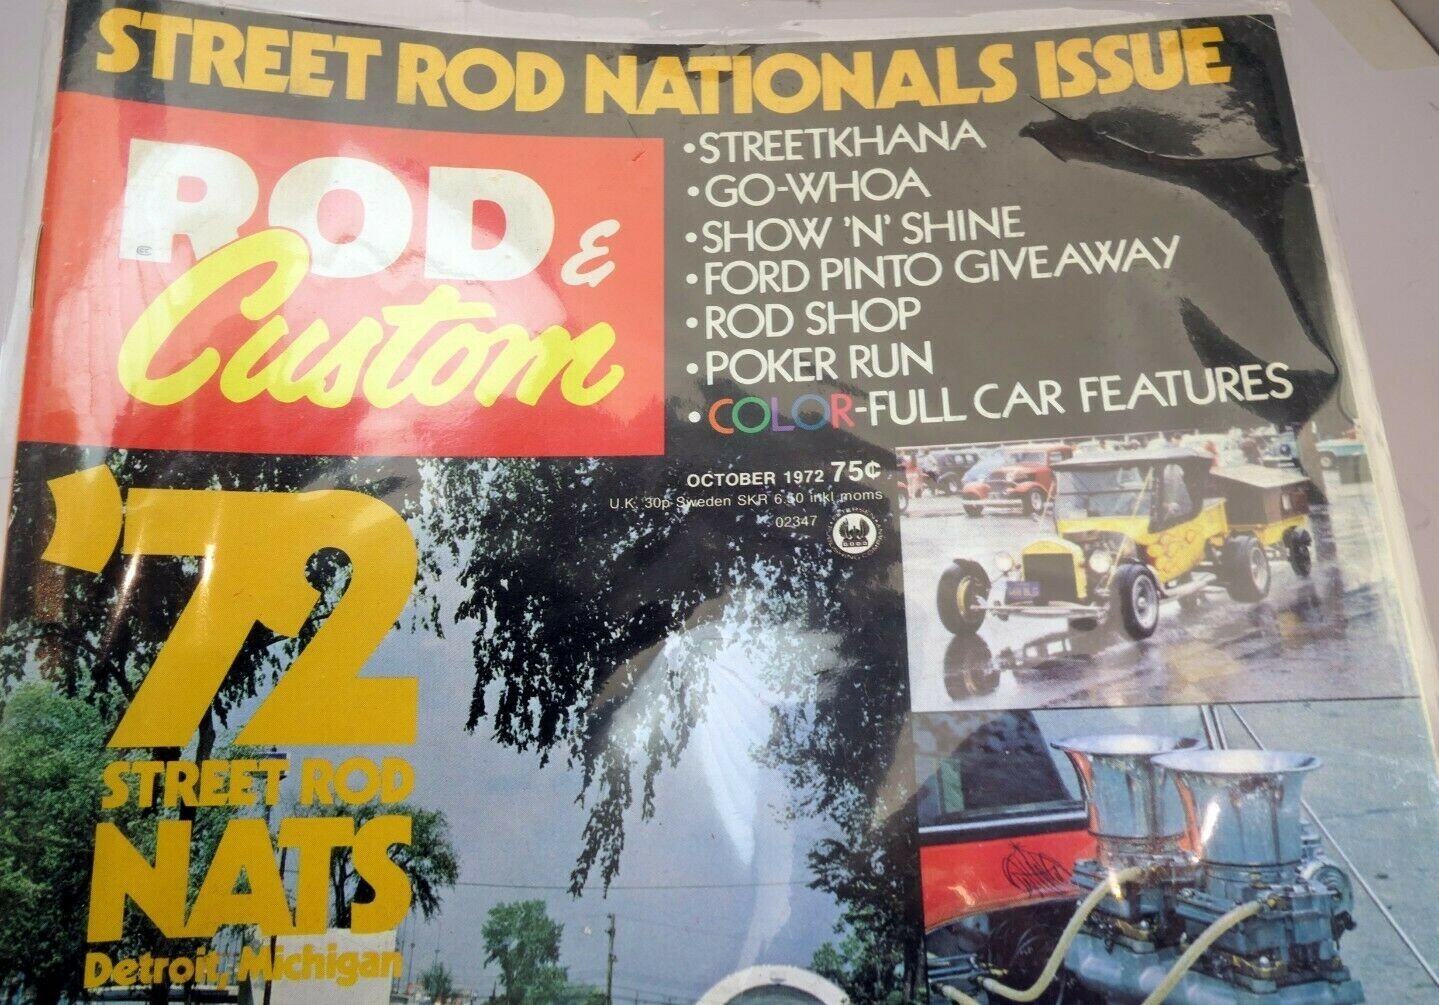 STREET ROD NATIONALS ISSUE
ROD &
Custom
•STREETKHANA
•GO-WHOA
•SHOW 'N' SHINE
•FORD PINTO GIVEAWAY
•ROD SHOP
•POKER RUN
•COLOR-FULL CAR FEATURES
OCTOBER 1972 75¢
U.K. 30p Sweden SKR 6.50 inkl moms
02347
'72
STREET ROD
NATS
Detroit, Michigan